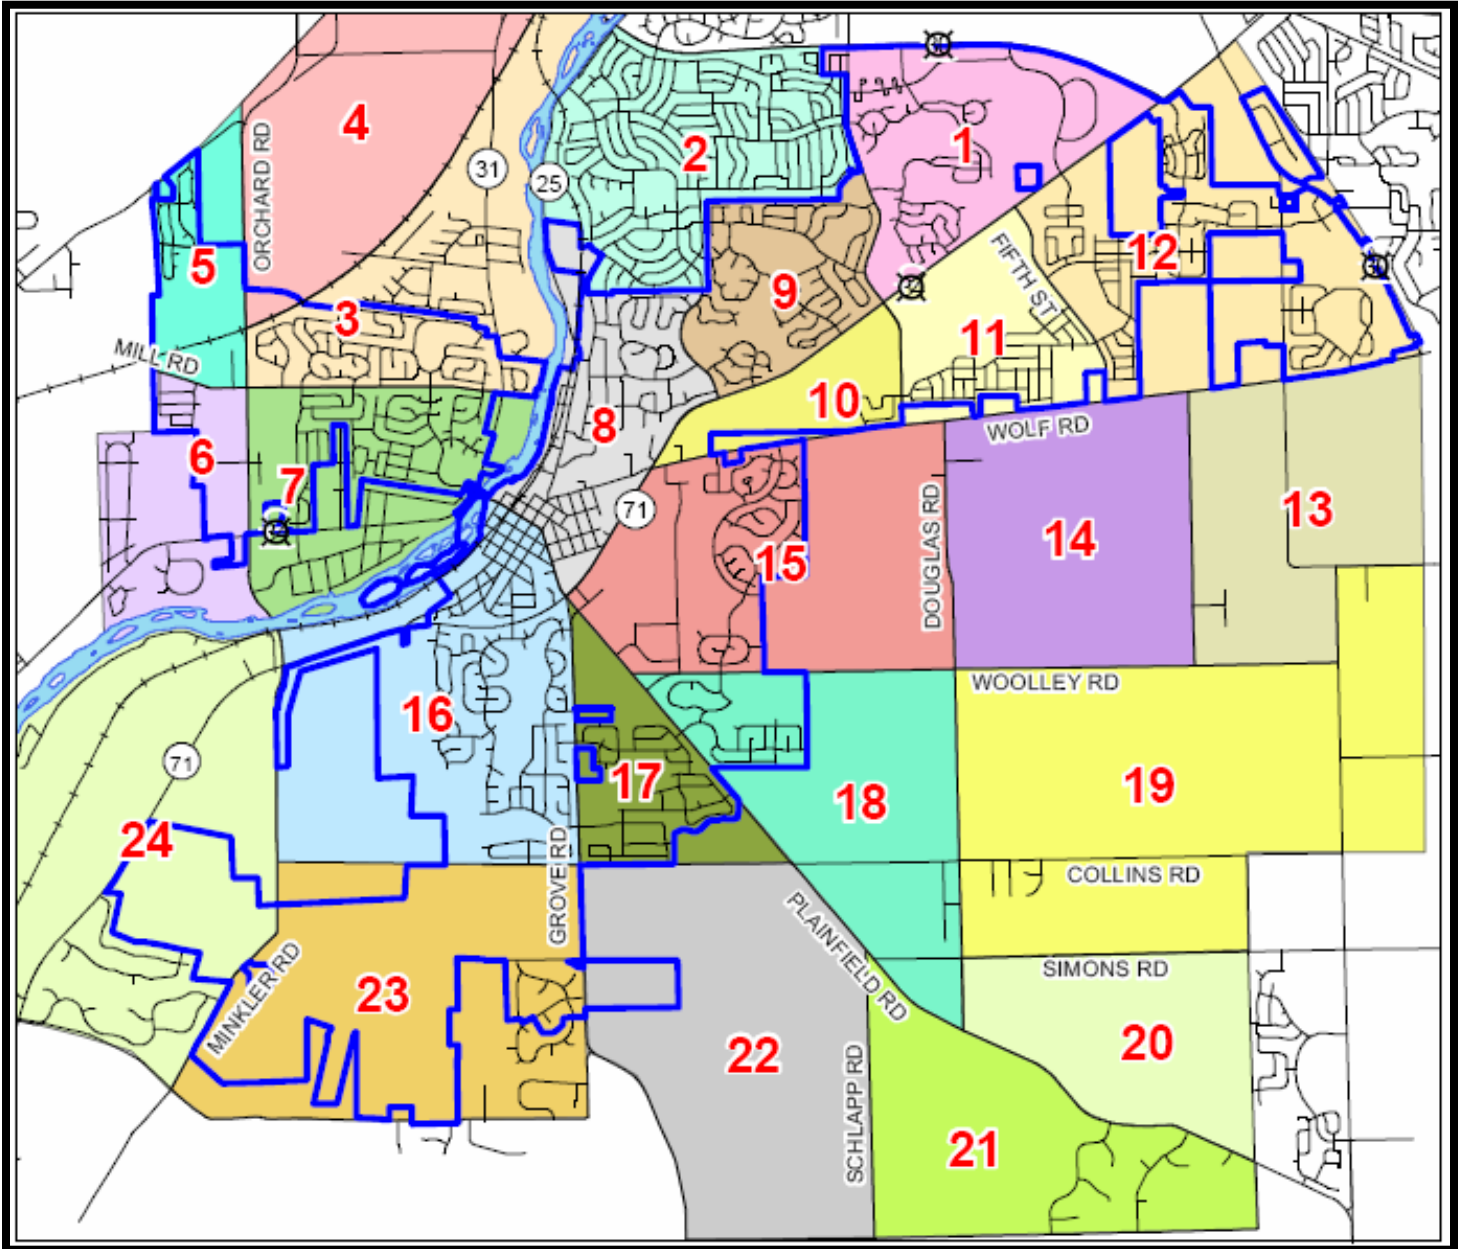 4
1
2
ORCHARD RD
31
25
5
12
FIFTH ST
9
3
11
MILL RD
10
8
WOLF RD
6
7
71
13
14
DOUGLAS RD
15
WOOLLEY RD
16
71
17
19
18
24
GROVE RD
COLLINS RD
PLAINFIELD RD
SIMONS RD
23
MINKLER RD
20
22
SCHLAPP RD
21